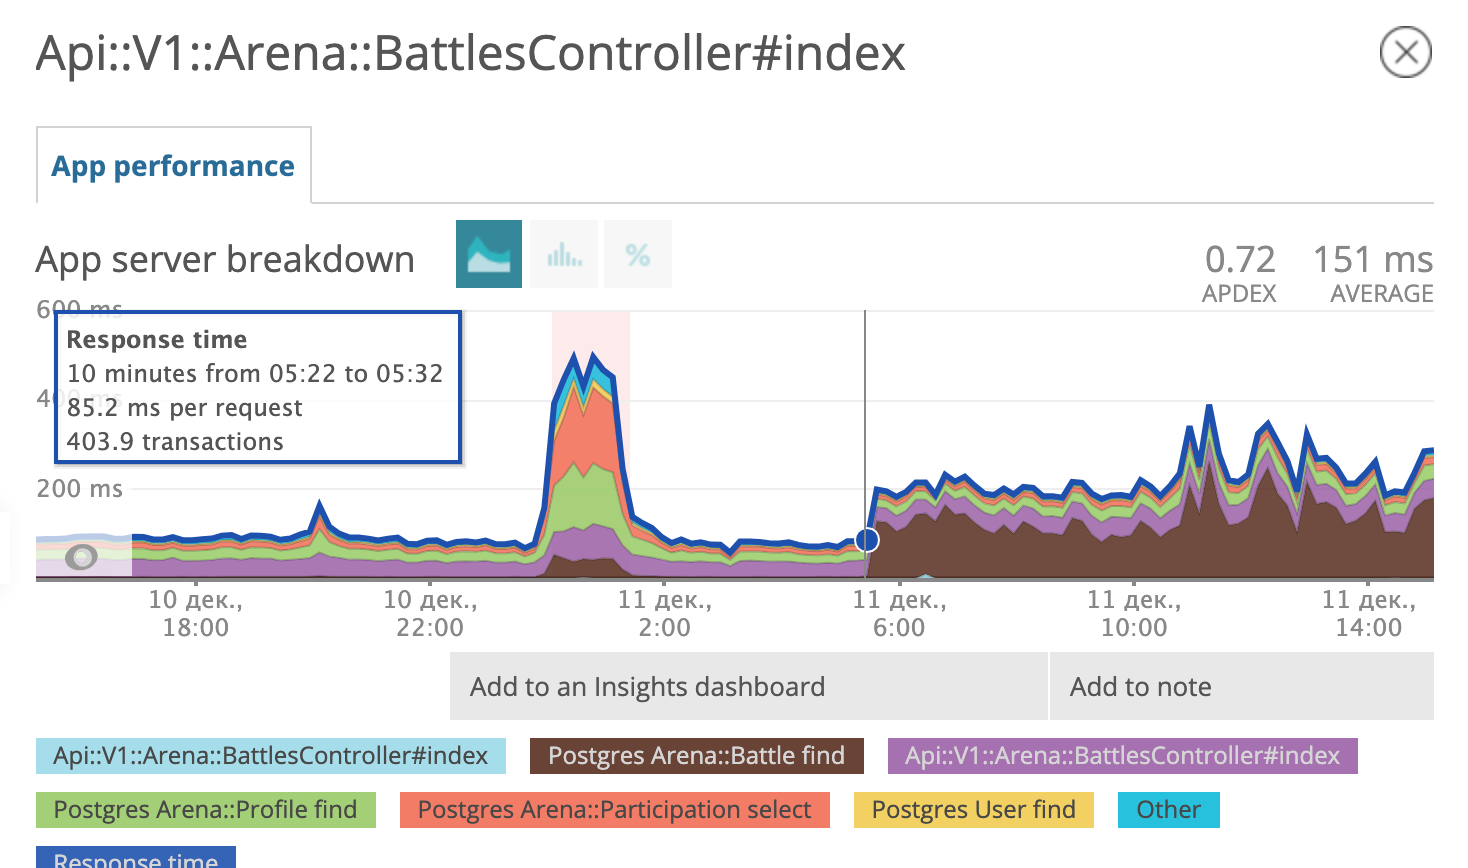 Api::V1::Arena::BattlesController#index
App performance
App server breakdown
%
0.72
APDEX
151 ms
AVERAGE
600 ms
Response time
10 minutes from 05:22 to 05:32
85.2 ms per request
403.9 transactions
400 ms
200 ms
10 дек.,
18:00
10 дек.,
22:00
11 дек.,
2:00
11 дек.,
6:00
11 дек.,
10:00
11 дек.,
14:00
Add to an Insights dashboard
Add to note
Api::V1::Arena::BattlesController#index
Postgres Arena::Battle find
Api::V1::Arena::BattlesController#index
Postgres Arena::Profile find
Postgres Arena::Participation select
Postgres User find
Other
Response time